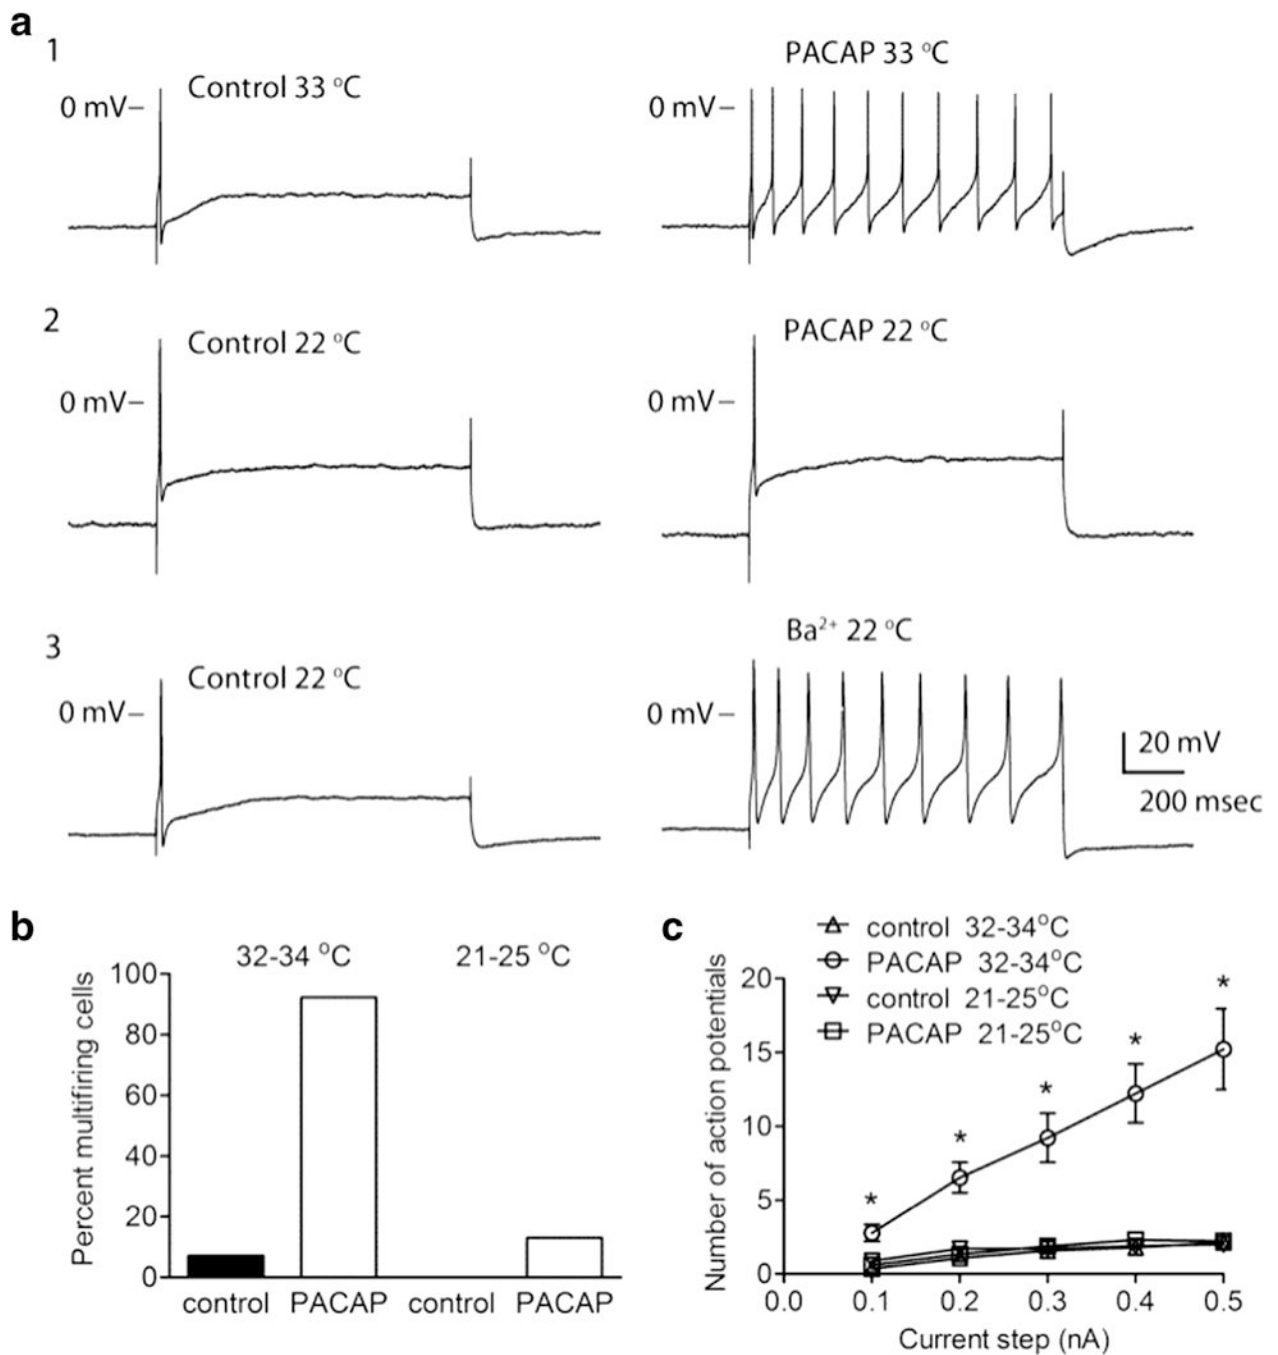 a
1
Control 33 °C
0 mV–
PACAP 33 °C
0 mV–
2
Control 22 °C
0 mV–
PACAP 22 °C
0 mV–
3
Control 22 °C
0 mV–
Ba²⁺ 22 °C
0 mV–
20 mV
200 msec
b
32-34 °C
21-25 °C
Percent multifiring cells
100
80
60
40
20
0
control PACAP control PACAP
c
control 32-34°C
PACAP 32-34°C
control 21-25°C
PACAP 21-25°C
Number of action potentials
20
15
10
5
0
* * * * *
0.0 0.1 0.2 0.3 0.4 0.5
Current step (nA)